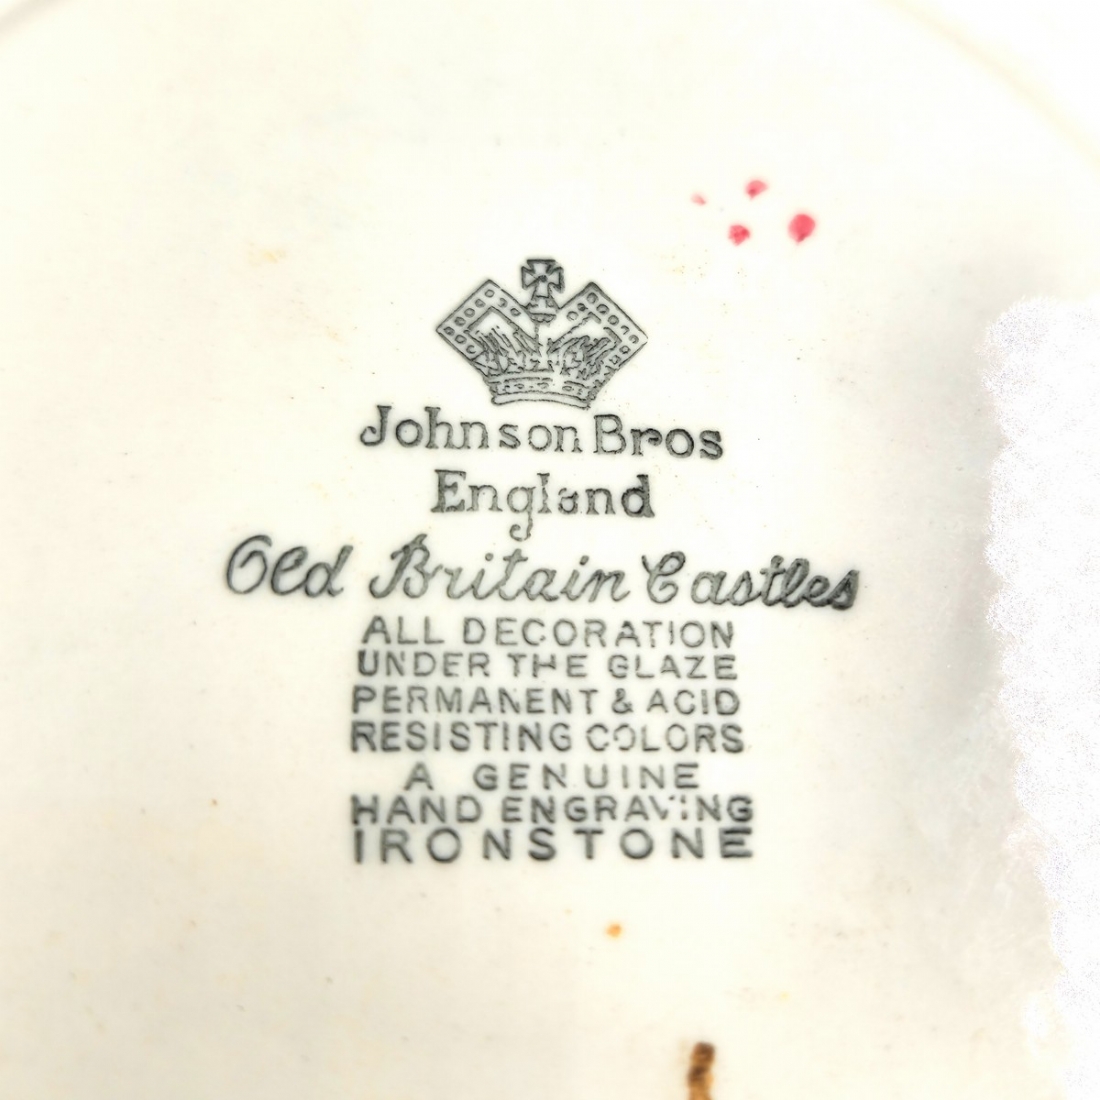 Johnson Bros
England
Old Britain Castles
ALL DECORATION
UNDER THE GLAZE
PERMANENT & ACID
RESISTING COLORS
A GENUINE
HAND ENGRAVING
IRONSTONE